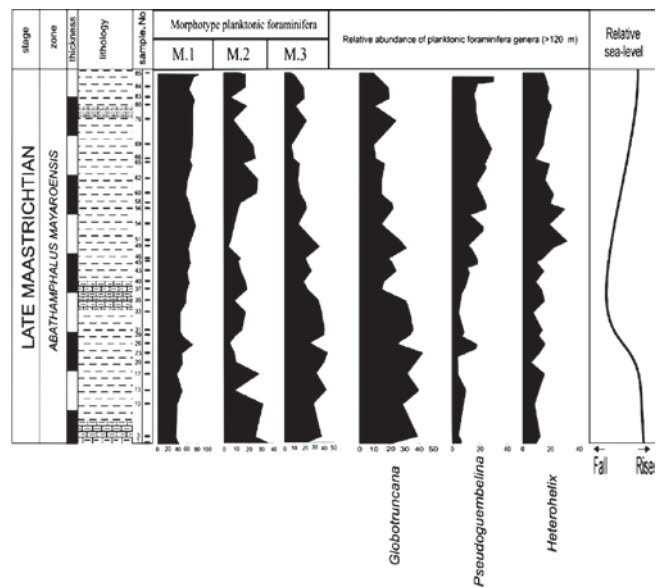 stage
zone
thickness
lithology
sample.No
Morphotype planktonic foraminifera
M.1
M.2
M.3
Relative abundance of planktonic foraminifera genera (>120 m)
Relative
sea-level
LATE MAASTRICHTIAN
ABATHAMPHALUS MAYAROENSIS
0 20 40 60 80 100
0 10 20 30 40
0 10 20 30 40 50
0 10 20 30 40 50
0 20 40
0 20 40
Fall
Rises
Globotruncana
Pseudoguembelina
Heterohelix